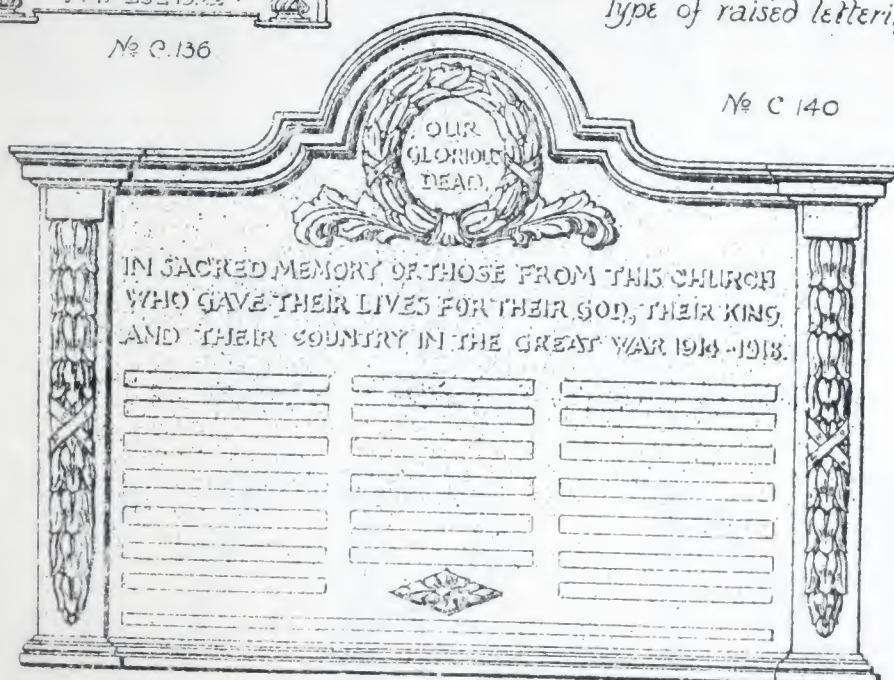 Type of raised lettering
No C.136
No C 140
OUR
GLORIOUS
DEAD.
IN SACRED MEMORY OF THOSE FROM THIS CHURCH
WHO GAVE THEIR LIVES FOR THEIR GOD, THEIR KING
AND THEIR COUNTRY IN THE GREAT WAR 1914-1918.